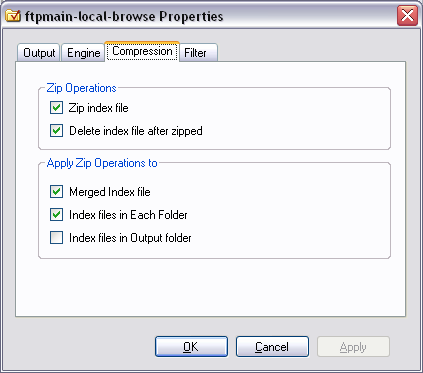 ftpmain-local-browse Properties
Output Engine Compression Filter
Zip Operations
Zip index file
Delete index file after zipped
Apply Zip Operations to
Merged Index file
Index files in Each Folder
Index files in Output folder
OK Cancel Apply